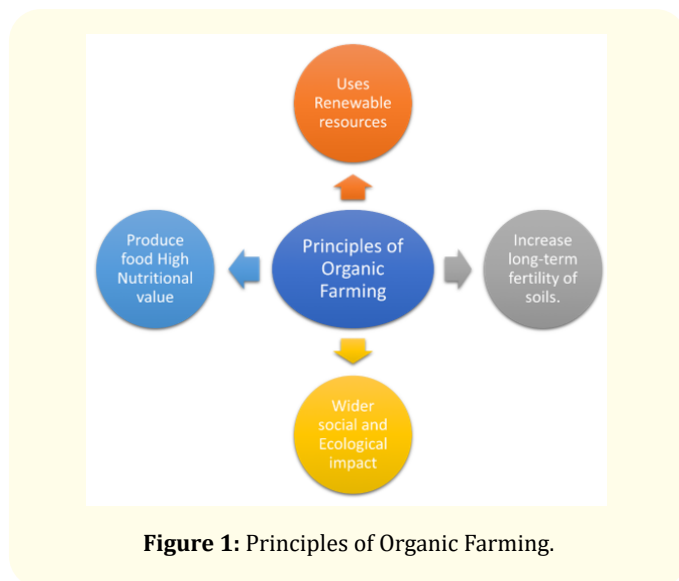 Uses
Renewable
resources
Produce
food High
Nutritional
value
Principles of
Organic
Farming
Increase
long-term
fertility of
soils.
Wider
social and
Ecological
impact
Figure 1: Principles of Organic Farming.